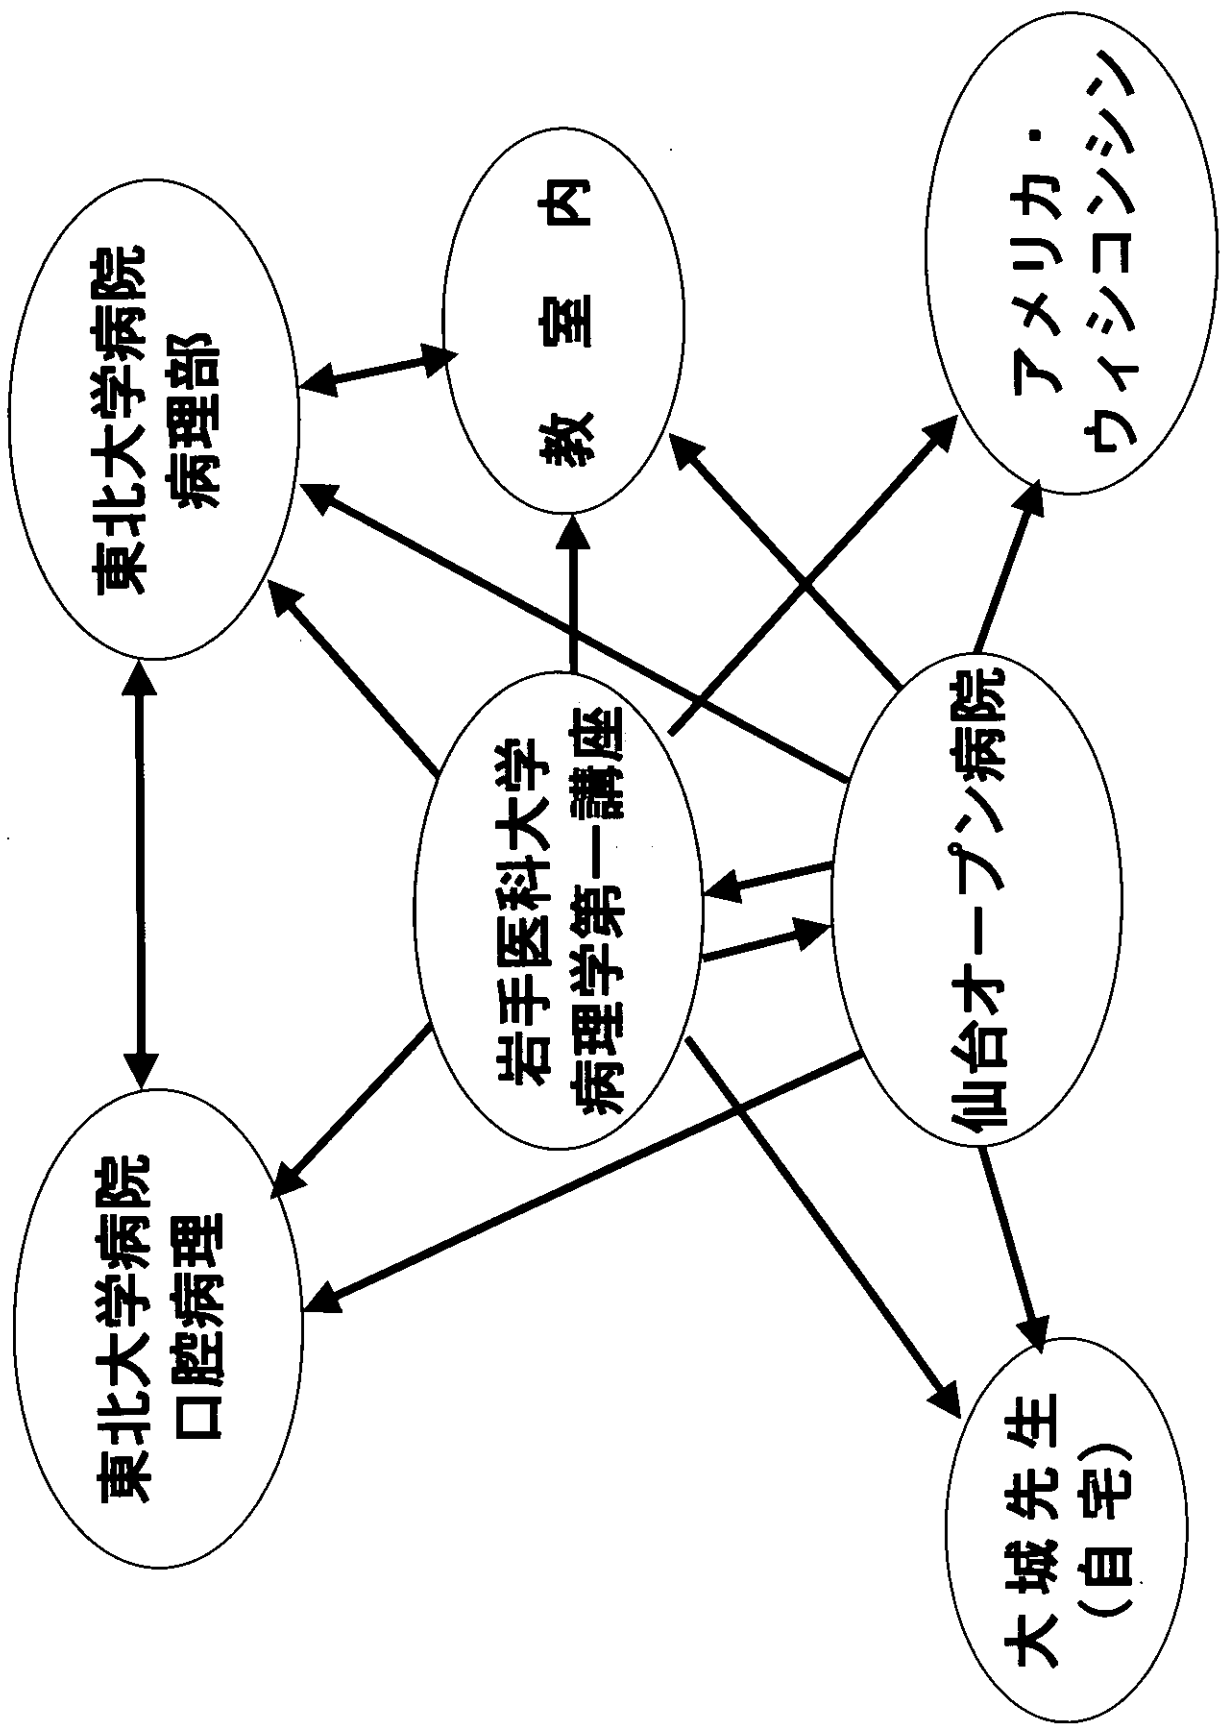 東北大学病院
口腔病理
東北大学病院
病理部
岩手医科大学
病理学第一講座
教 室 内
仙台オープン病院
大城先生
(自 宅)
アメリカ・
ウィシコンシン